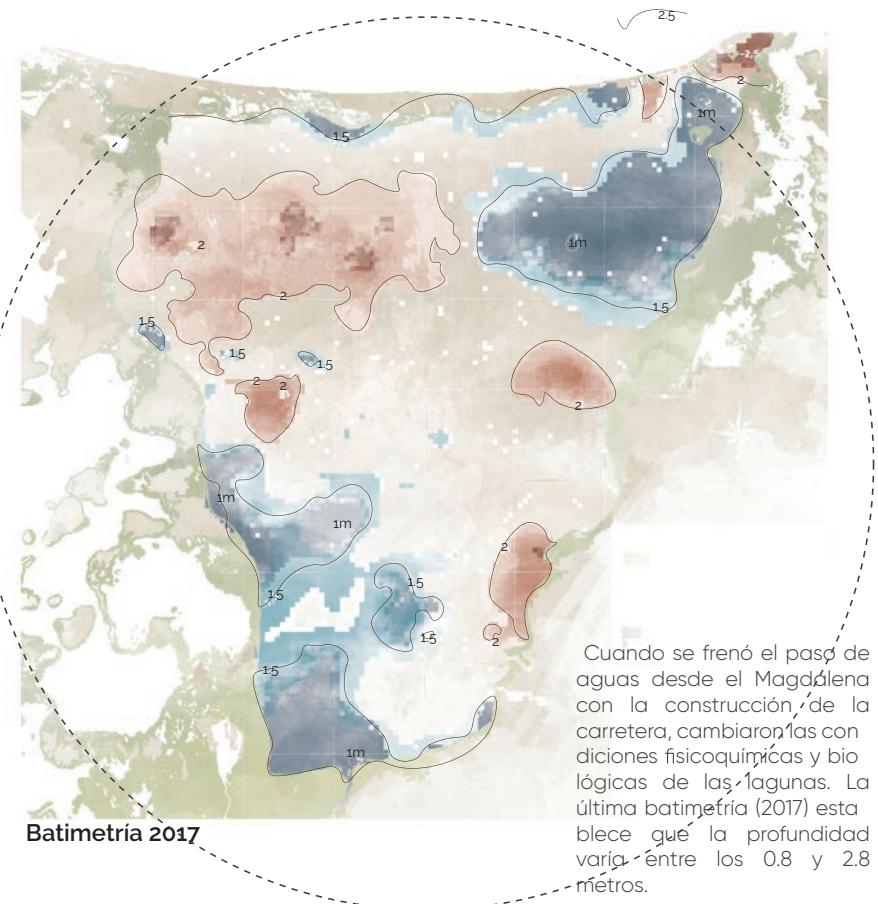 2.5
-2.5
2
1m
1.5
2
1m
2
1.5
1.5
1.5
1.5
2
2
2
1m
1m
2
1.5
1.5
1.5
2
1.5
1m
Cuando se frenó el paso de
aguas desde el Magdalena
con la construcción de la
carretera, cambiaron las con
diciones fisicoquímicas y bio
lógicas de las lagunas. La
última batimetría (2017) esta
blece que la profundidad
varía entre los 0.8 y 2.8
metros.
Batimetría 2017